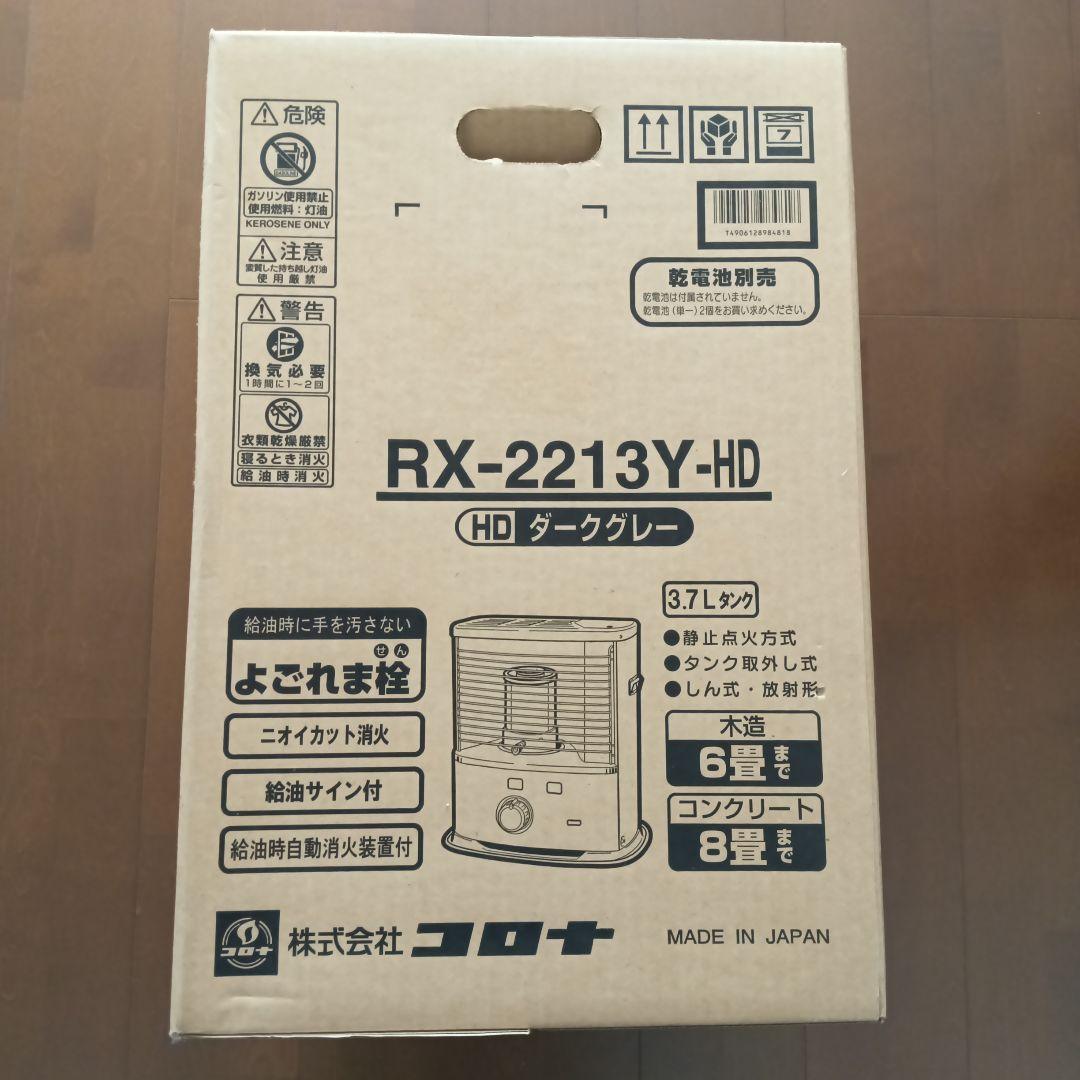 危険
ガソリン使用禁止
使用燃料：灯油
KEROSENE ONLY
注意
変質した持ち越し灯油
使用厳禁
警告
換気必要
1時間に1～2回
衣類乾燥厳禁
寝るとき消火
給油時消火
7
T4906128984818
乾電池別売
乾電池は付属されていません。
乾電池（単一）2個をお買い求めください。
RX-2213Y-HD
HD ダークグレー
給油時に手を汚さない
せん
よごれま栓
ニオイカット消火
給油サイン付
給油時自動消火装置付
3.7Lタンク
●静止点火方式
●タンク取外し式
●しん式・放射形
木造
6畳まで
コンクリート
8畳まで
コロナ
株式会社 コロナ
MADE IN JAPAN